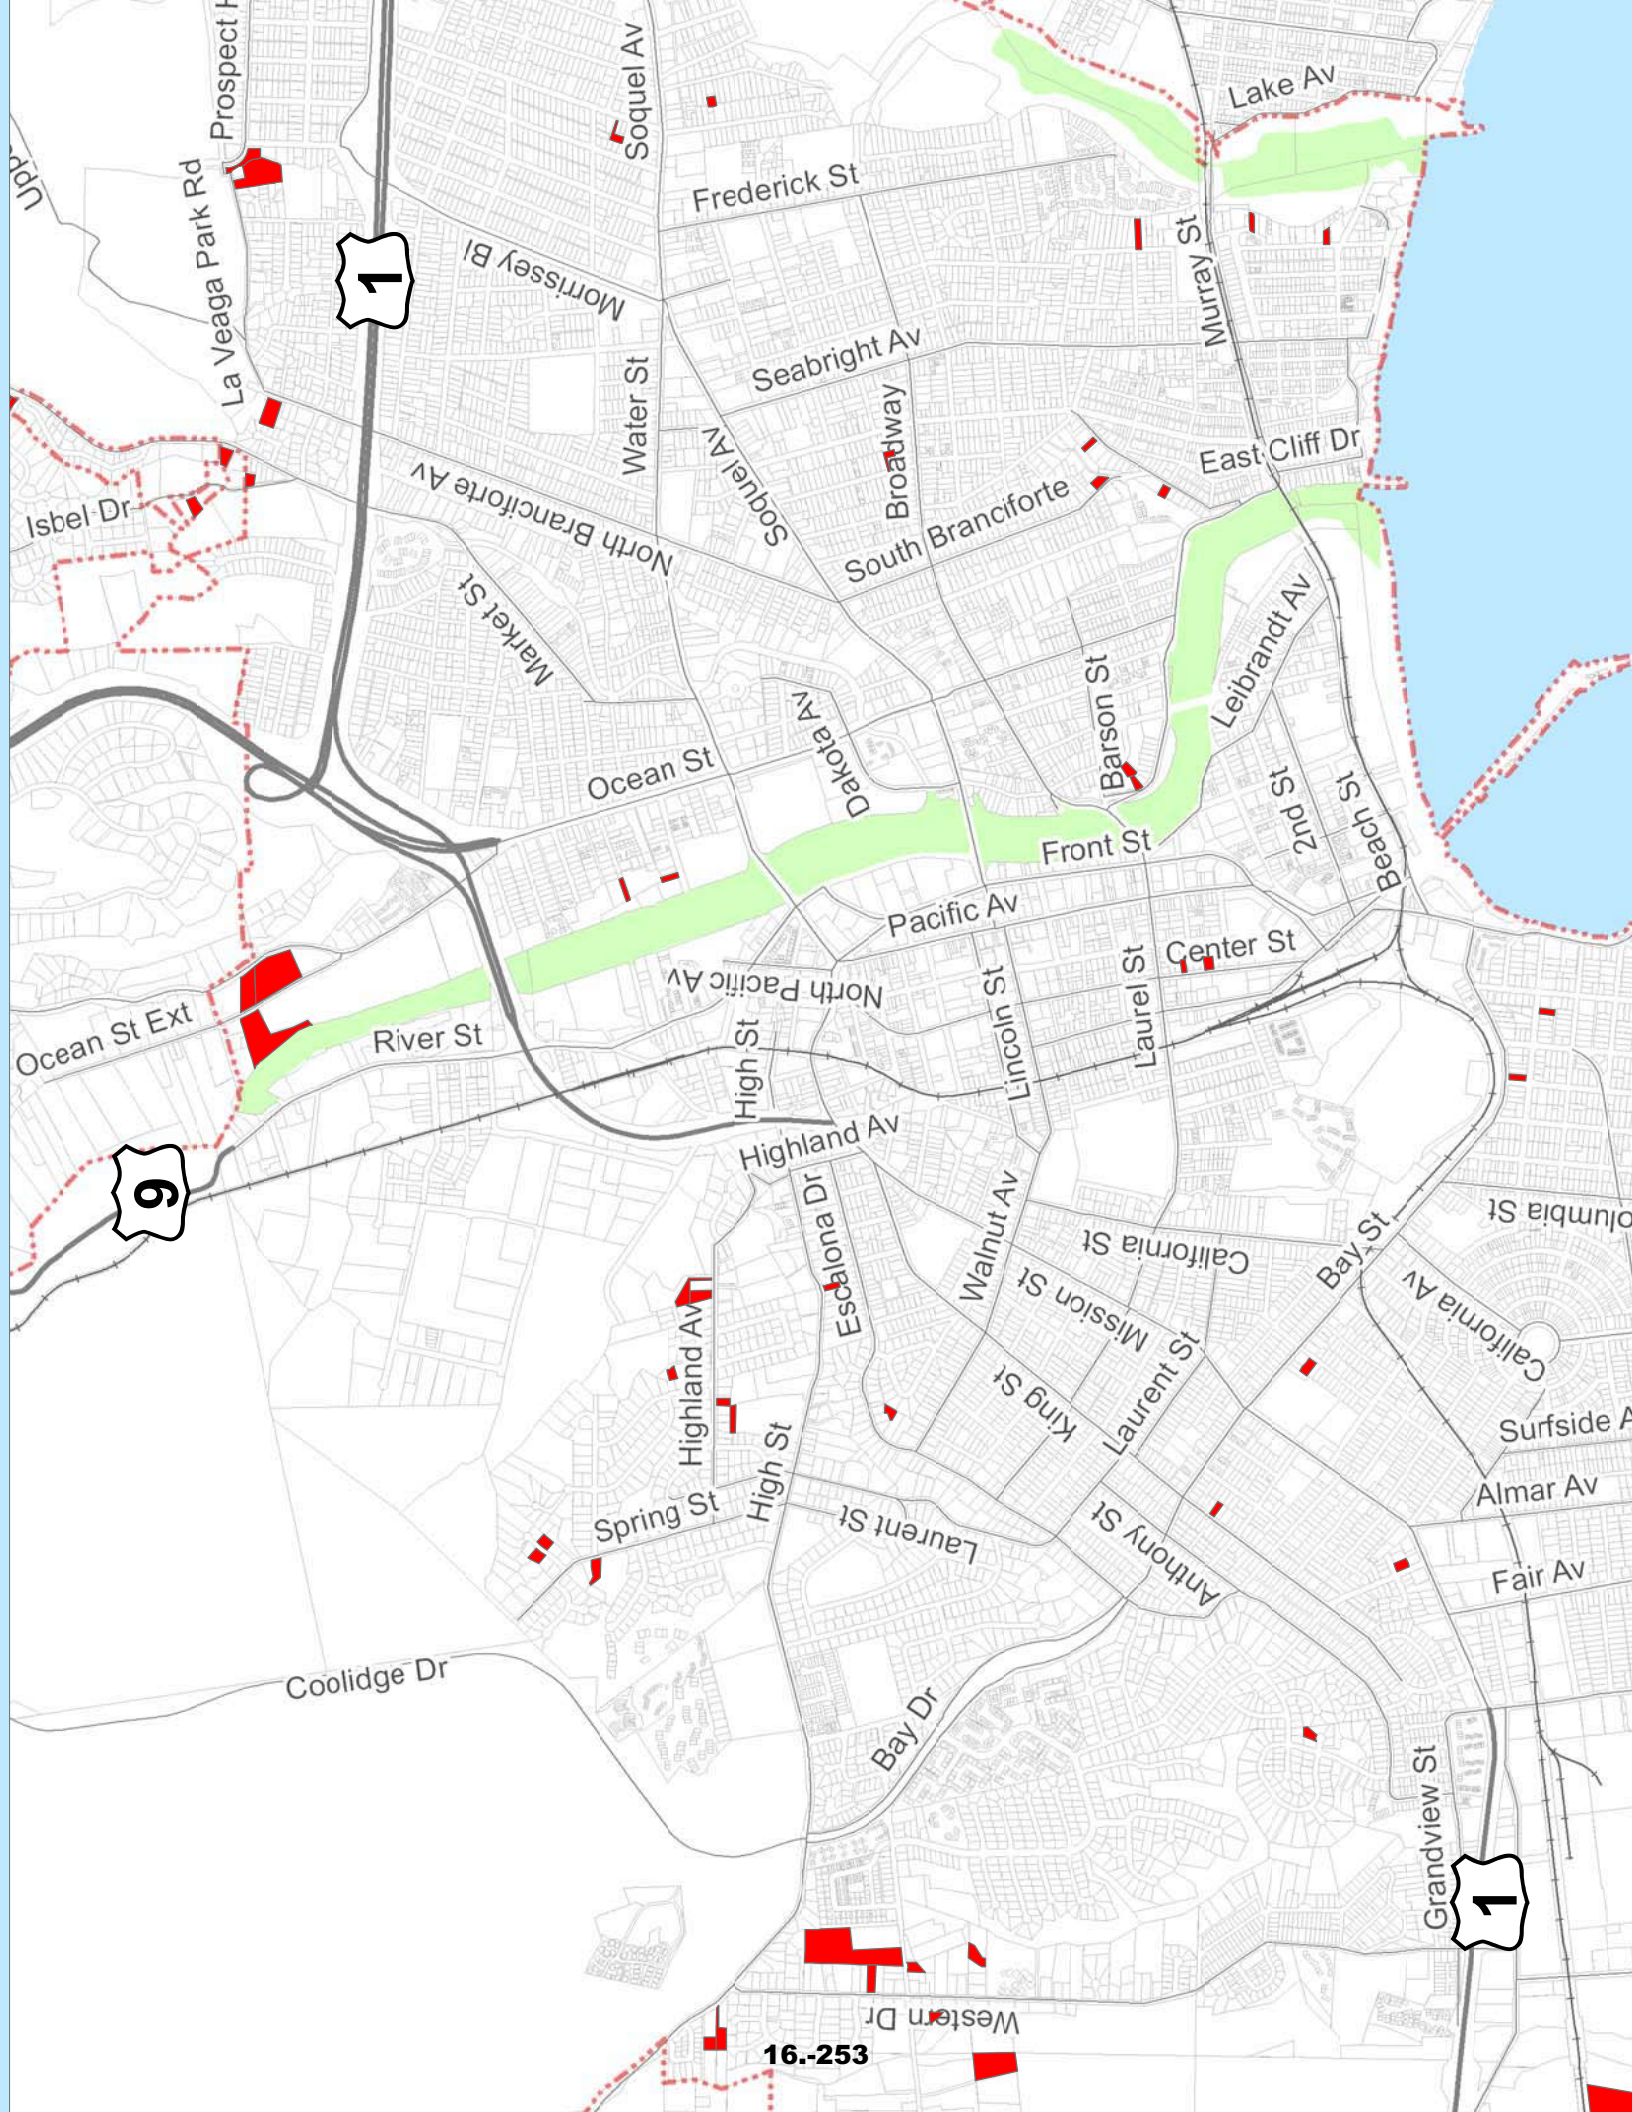 Prospect H
Soquel Av
Lake Av
Upp
La Veaga Park Rd
Frederick St
1
Morrissey Bl
Murray St
Seabright Av
Water St
Broadway
Soquel Av
East Cliff Dr
North Branciforte Av
South Branciforte
Isbel Dr
Market St
Leibrandt Av
Barson St
Dakota Av
Ocean St
2nd St
Beach St
Front St
Pacific Av
Center St
North Pacific Av
Lincoln St
Laurel St
Ocean St Ext
River St
High St
Highland Av
9
Escalona Dr
Walnut Av
California St
olumbia St
Bay St
Mission St
California Av
Highland Av
King St
Laurent St
Surfside A
High St
Spring St
Laurent St
Anthony St
Almar Av
Fair Av
Coolidge Dr
Bay Dr
Grandview St
1
Western Dr
16.-253